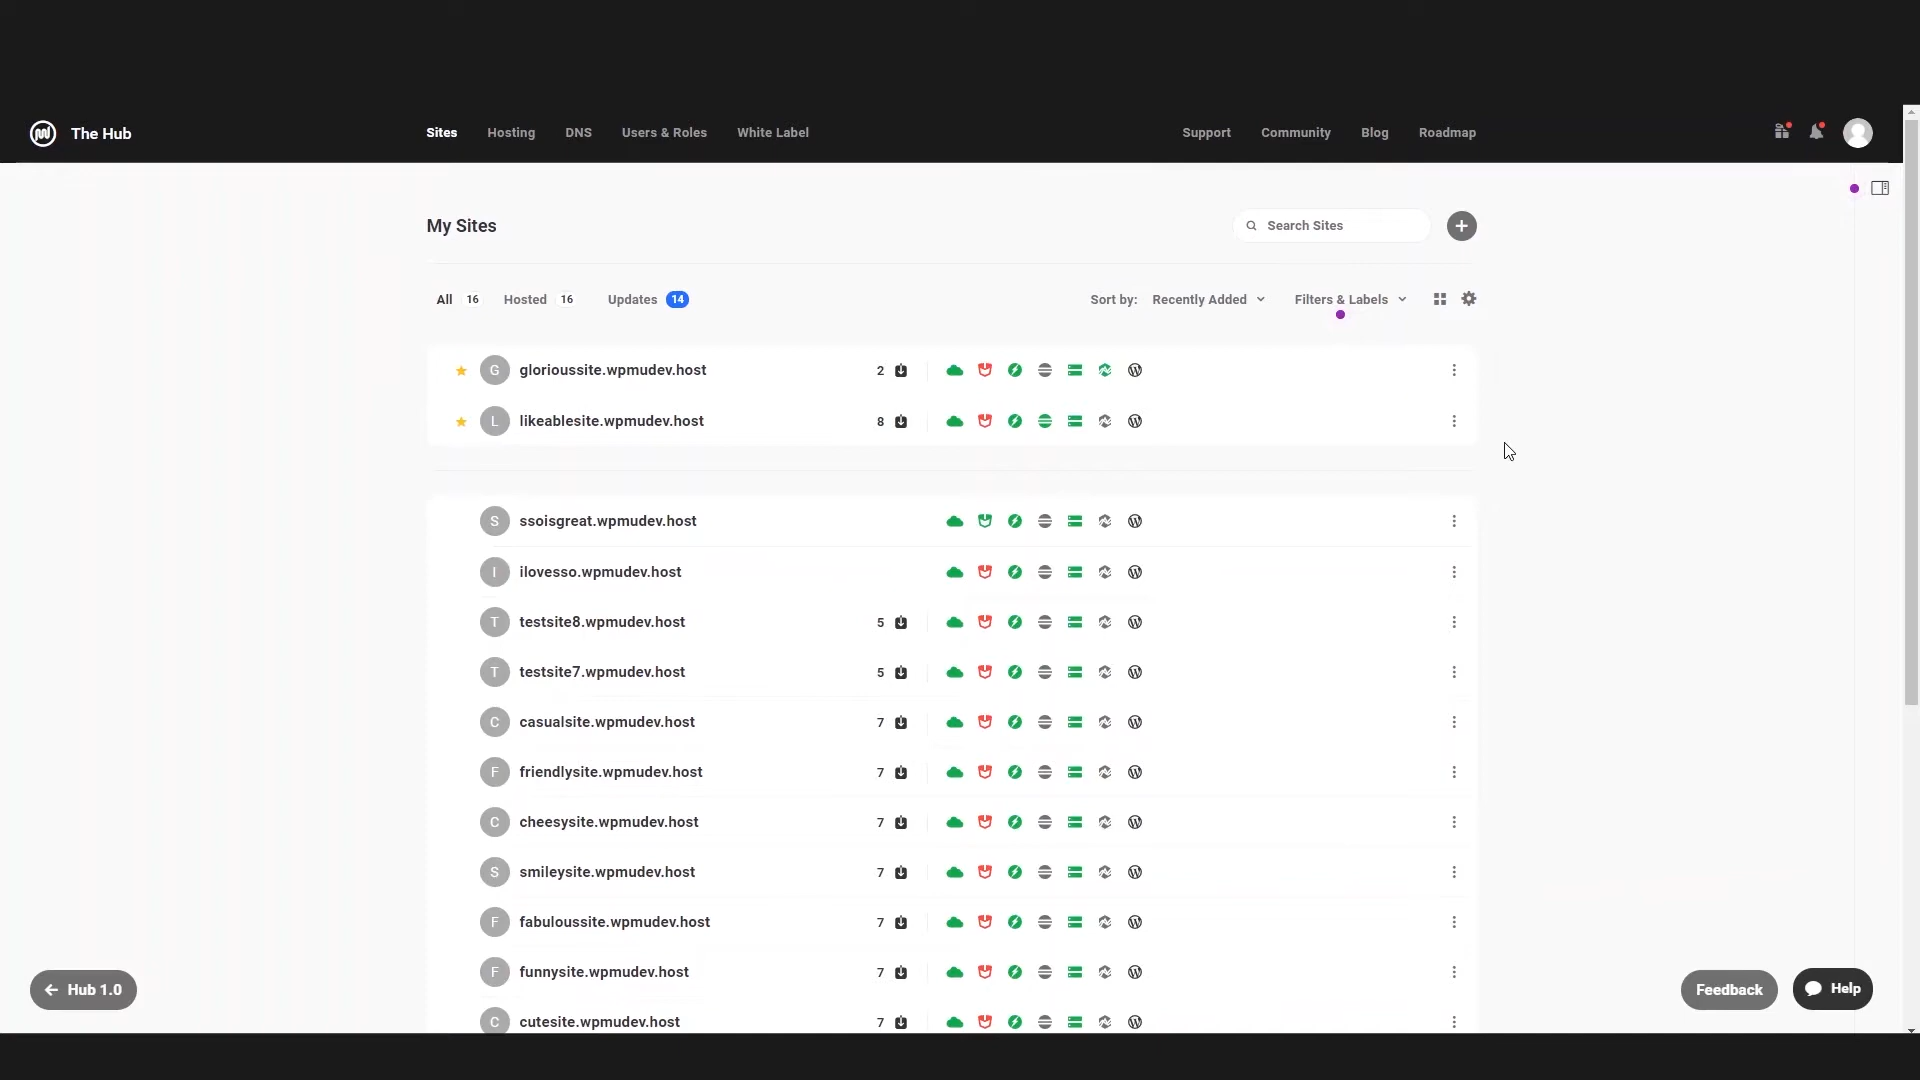 The Hub
Sites Hosting DNS Users & Roles White Label Support Community Blog Roadmap
My Sites
Search Sites
All 16 Hosted 16 Updates 14 Sort by: Recently Added Filters & Labels
G glorioussite.wpmudev.host 2
L likeablesite.wpmudev.host 8
S ssoisgreat.wpmudev.host
I ilovesso.wpmudev.host
T testsite8.wpmudev.host 5
T testsite7.wpmudev.host 5
C casualsite.wpmudev.host 7
F friendlysite.wpmudev.host 7
C cheesysite.wpmudev.host 7
S smileysite.wpmudev.host 7
F fabuloussite.wpmudev.host 7
F funnysite.wpmudev.host 7
C cutesite.wpmudev.host 7
Hub 1.0
Feedback
Help